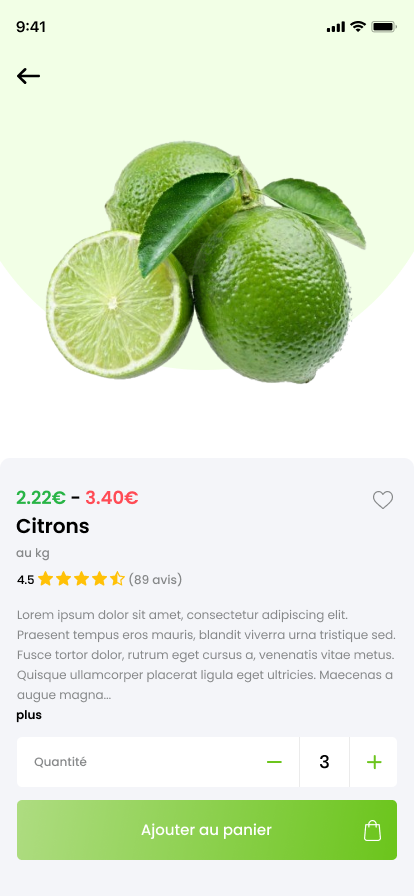 9:41
2.22€ - 3.40€
Citrons
au kg
4.5 (89 avis)
Lorem ipsum dolor sit amet, consectetur adipiscing elit.
Praesent tempus eros mauris, blandit viverra urna tristique sed.
Fusce tortor dolor, rutrum eget cursus a, venenatis vitae metus.
Quisque ullamcorper placerat ligula eget ultricies. Maecenas a
augue magna...
plus
Quantité 3
Ajouter au panier